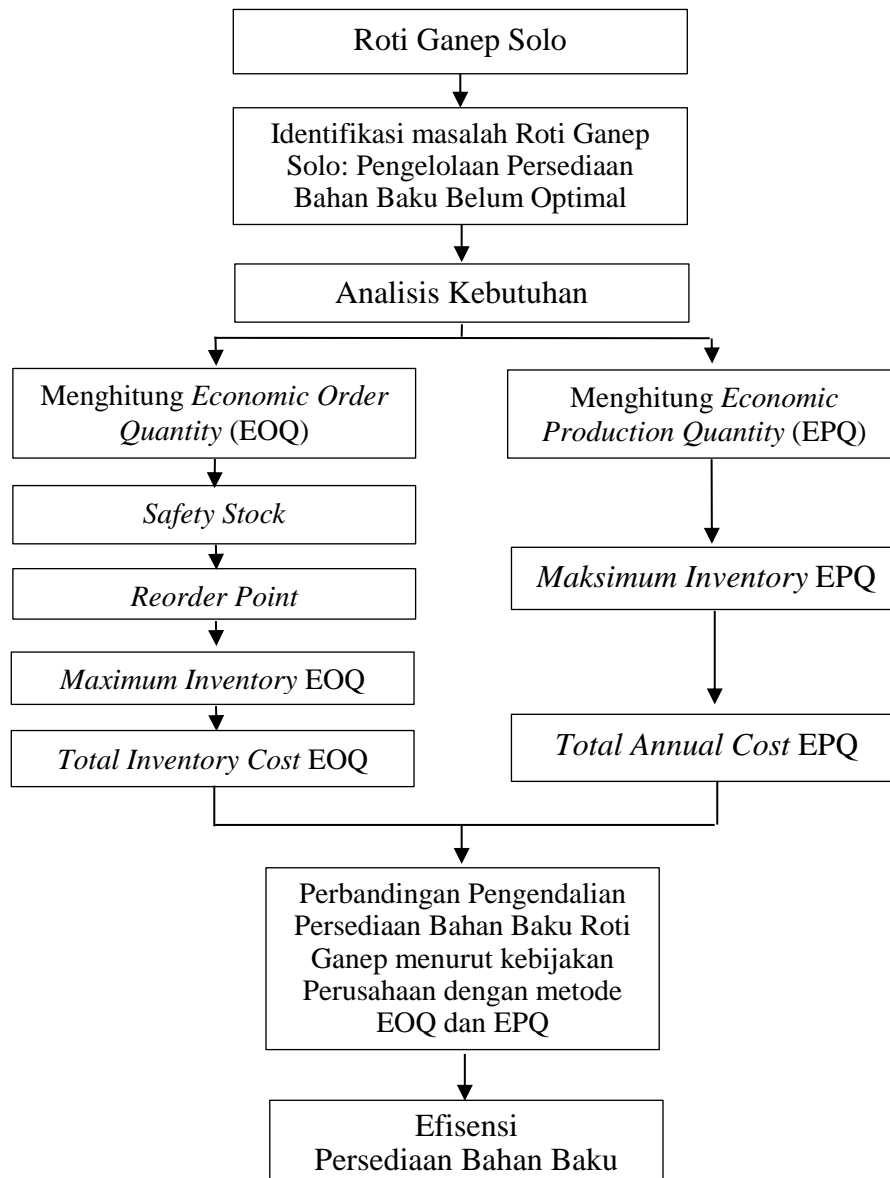 Roti Ganep Solo
Identifikasi masalah Roti Ganep
Solo: Pengelolaan Persediaan
Bahan Baku Belum Optimal
Analisis Kebutuhan
Menghitung Economic Order
Quantity (EOQ)
Safety Stock
Reorder Point
Maximum Inventory EOQ
Total Inventory Cost EOQ
Menghitung Economic
Production Quantity (EPQ)
Maksimum Inventory EPQ
Total Annual Cost EPQ
Perbandingan Pengendalian
Persediaan Bahan Baku Roti
Ganep menurut kebijakan
Perusahaan dengan metode
EOQ dan EPQ
Efisensi
Persediaan Bahan Baku